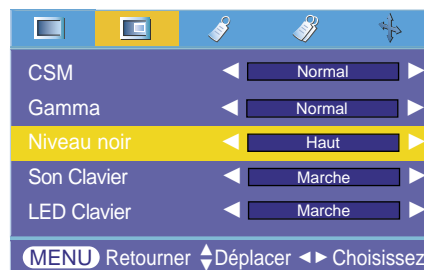 CSM Normal
Gamma Normal
Niveau noir Haut
Son Clavier Marche
LED Clavier Marche
MENU Retourner Déplacer Choisissez